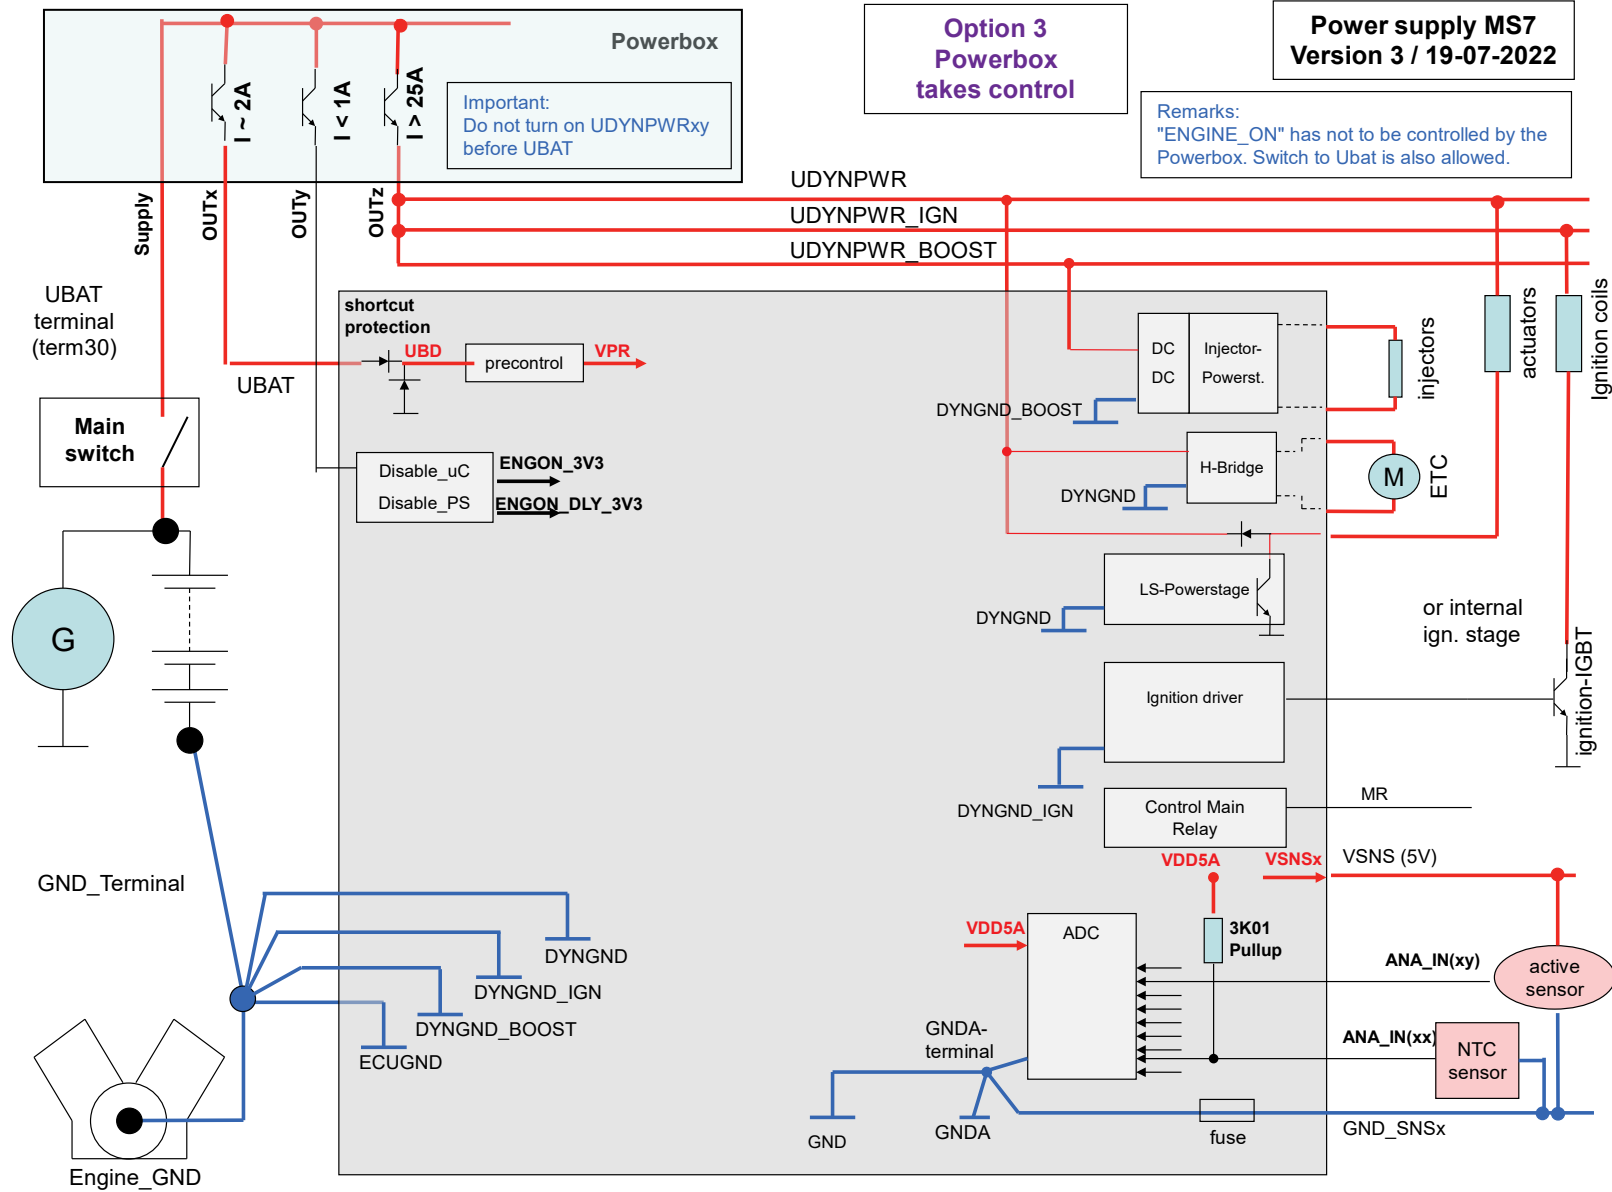 Powerbox
I ~ 2A
I < 1A
I > 25A
Important:
Do not turn on UDYNPWRxy
before UBAT
Option 3
Powerbox
takes control
Power supply MS7
Version 3 / 19-07-2022
Remarks:
"ENGINE_ON" has not to be controlled by the
Powerbox. Switch to Ubat is also allowed.
Supply
OUTx
OUTy
OUTz
UDYNPWR
UDYNPWR_IGN
UDYNPWR_BOOST
UBAT
terminal
(term30)
UBAT
Main
switch
shortcut
protection
UBD
precontrol
VPR
Disable_uC
Disable_PS
ENGON_3V3
ENGON_DLY_3V3
DC
DC
Injector-
Powerst.
DYNGND_BOOST
injectors
actuators
Ignition coils
H-Bridge
DYNGND
M
ETC
LS-Powerstage
DYNGND
or internal
ign. stage
ignition-IGBT
Ignition driver
DYNGND_IGN
Control Main
Relay
MR
G
GND_Terminal
DYNGND
DYNGND_IGN
DYNGND_BOOST
ECUGND
Engine_GND
VDD5A
VSNSx
VSNS (5V)
VDD5A
ADC
3K01
Pullup
ANA_IN(xy)
active
sensor
ANA_IN(xx)
NTC
sensor
GNDA-
terminal
GND
GNDA
fuse
GND_SNSx